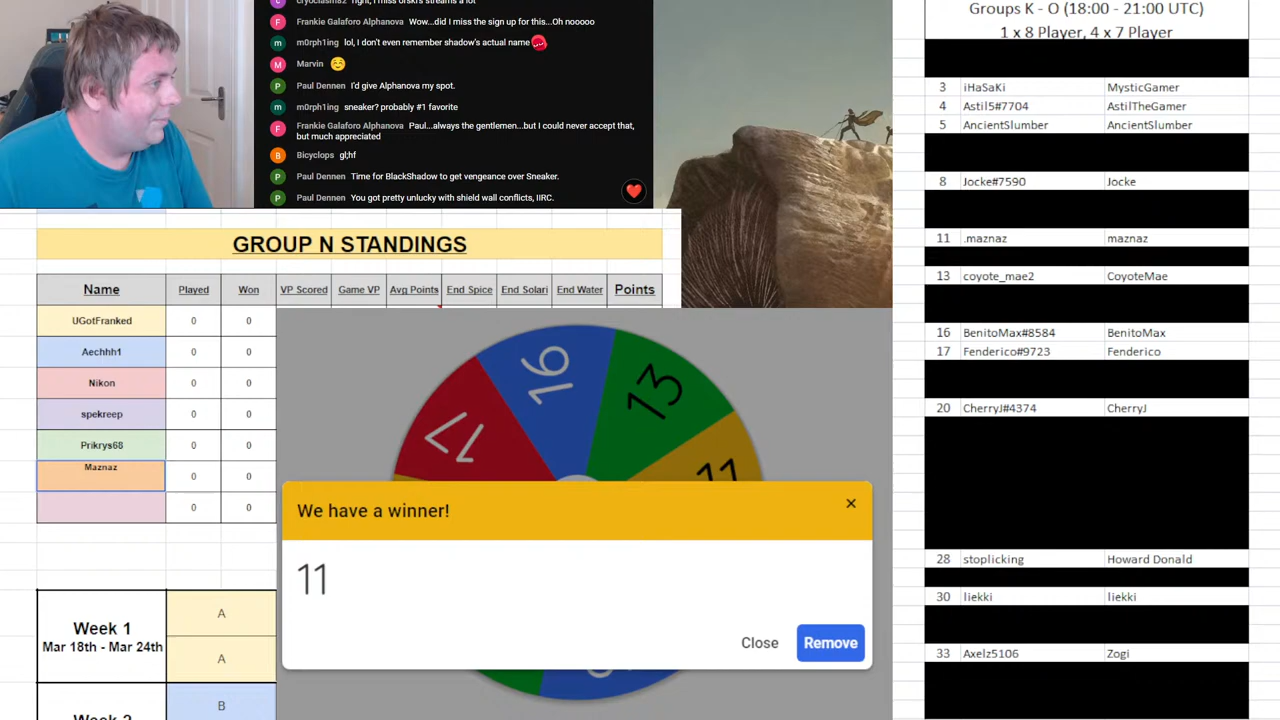 Frankie Galaforo Alphanova Wow...did I miss the sign up for this...Oh nooooo
m m0rph1ing lol, I don't even remember shadow's actual name
M Marvin
P Paul Dennen I'd give Alphanova my spot.
m m0rph1ing sneaker? probably #1 favorite
F Frankie Galaforo Alphanova Paul...always the gentlemen...but I could never accept that,
but much appreciated
B Bicyclops gl;hf
P Paul Dennen Time for BlackShadow to get vengeance over Sneaker.
P Paul Dennen You got pretty unlucky with shield wall conflicts, IIRC.
GROUP N STANDINGS
Name Played Won VP Scored Game VP Avg Points End Spice End Solari End Water Points
UGotFranked 0 0
Aechhh1 0 0
Nikon 0 0
spekreep 0 0
Prikrys68 0 0
Maznaz 0 0
0 0
Week 1
Mar 18th - Mar 24th
A
A
Week 2
B
17
16
13
11
We have a winner!
×
11
Close
Remove
Groups K - O (18:00 - 21:00 UTC)
1 x 8 Player, 4 x 7 Player
3 iHaSaKi MysticGamer
4 Astil5#7704 AstilTheGamer
5 AncientSlumber AncientSlumber
8 Jocke#7590 Jocke
11 .maznaz maznaz
13 coyote_mae2 CoyoteMae
16 BenitoMax#8584 BenitoMax
17 Fenderico#9723 Fenderico
20 CherryJ#4374 CherryJ
28 stoplicking Howard Donald
30 liekki liekki
33 Axelz5106 Zogi